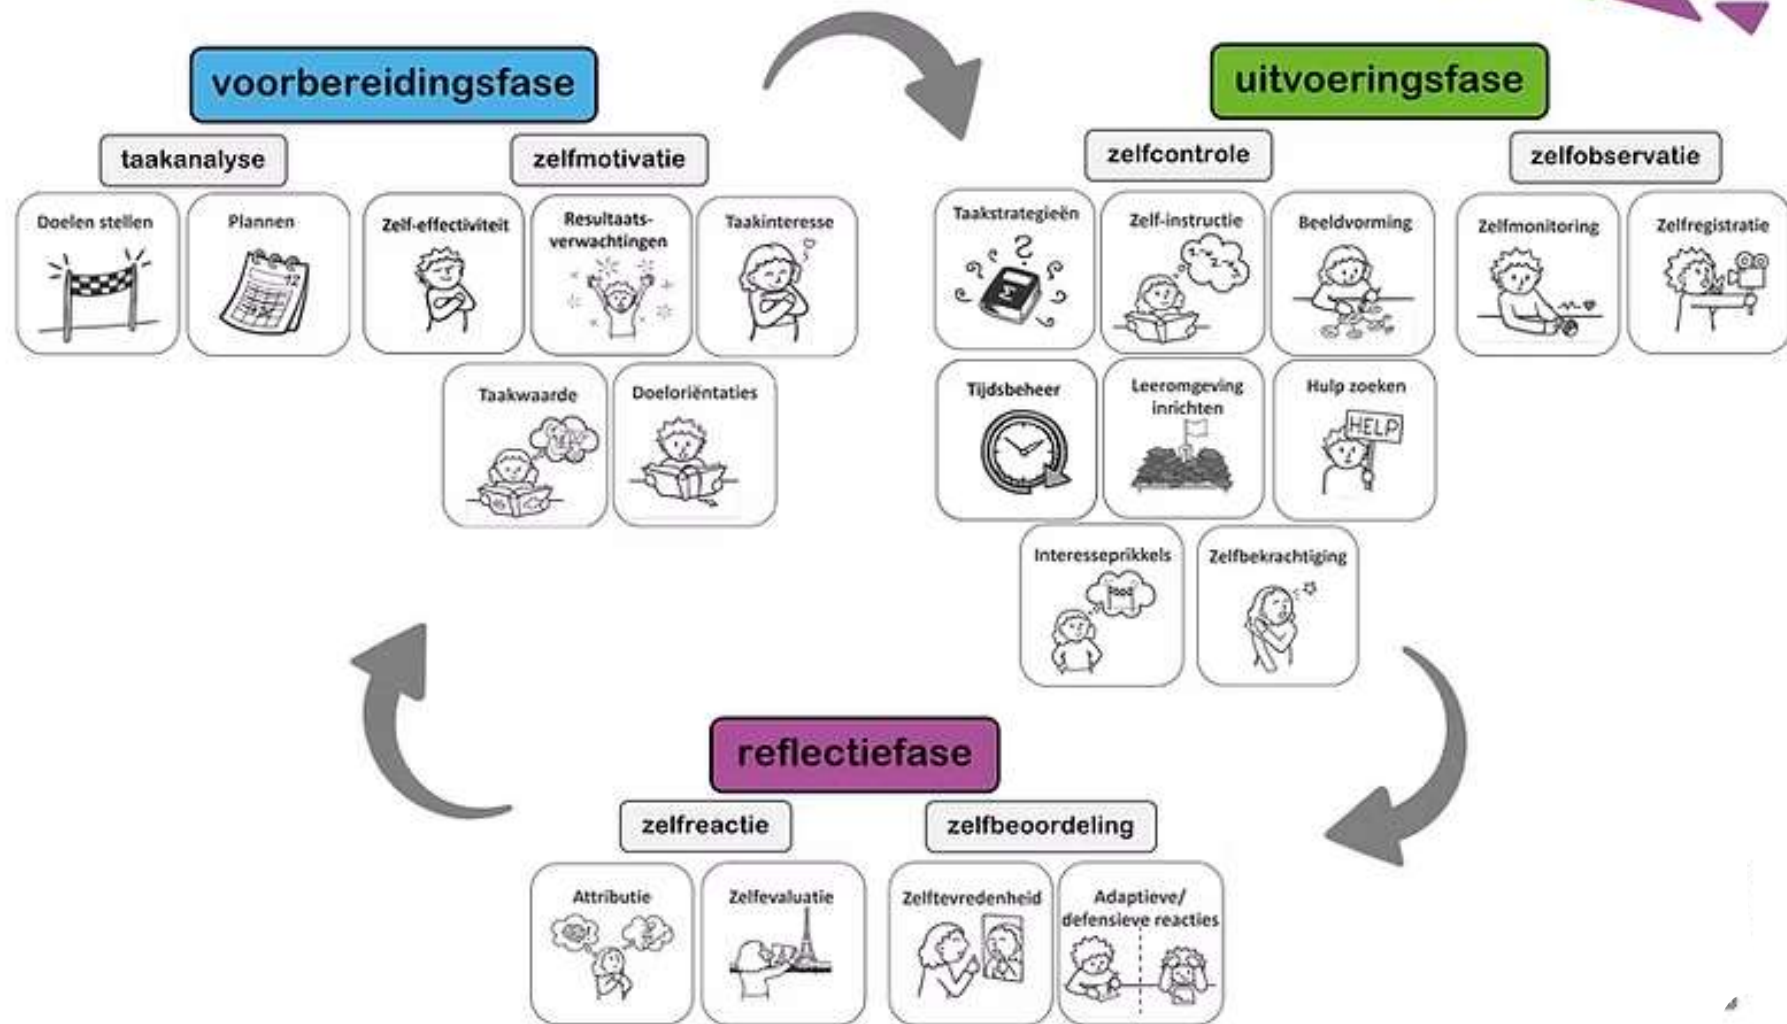 voorbereidingsfase
taakanalyse
zelfmotivatie
Doelen stellen
Plannen
Zelf-effectiviteit
Resultaats-
verwachtingen
Taakinteresse
Taakwaarde
Doeloriëntaties
uitvoeringsfase
zelfcontrole
zelfobservatie
Taakstrategieën
Zelf-instructie
Beeldvorming
Zelfmonitoring
Zelfregistratie
Tijdsbeheer
Leeromgeving
inrichten
Hulp zoeken
HELP
Interesseprikkels
Food
Zelfbekrachtiging
reflectiefase
zelfreactie
zelfbeoordeling
Attributie
Zelfevaluatie
Zelftevredenheid
Adaptieve/
defensieve reacties